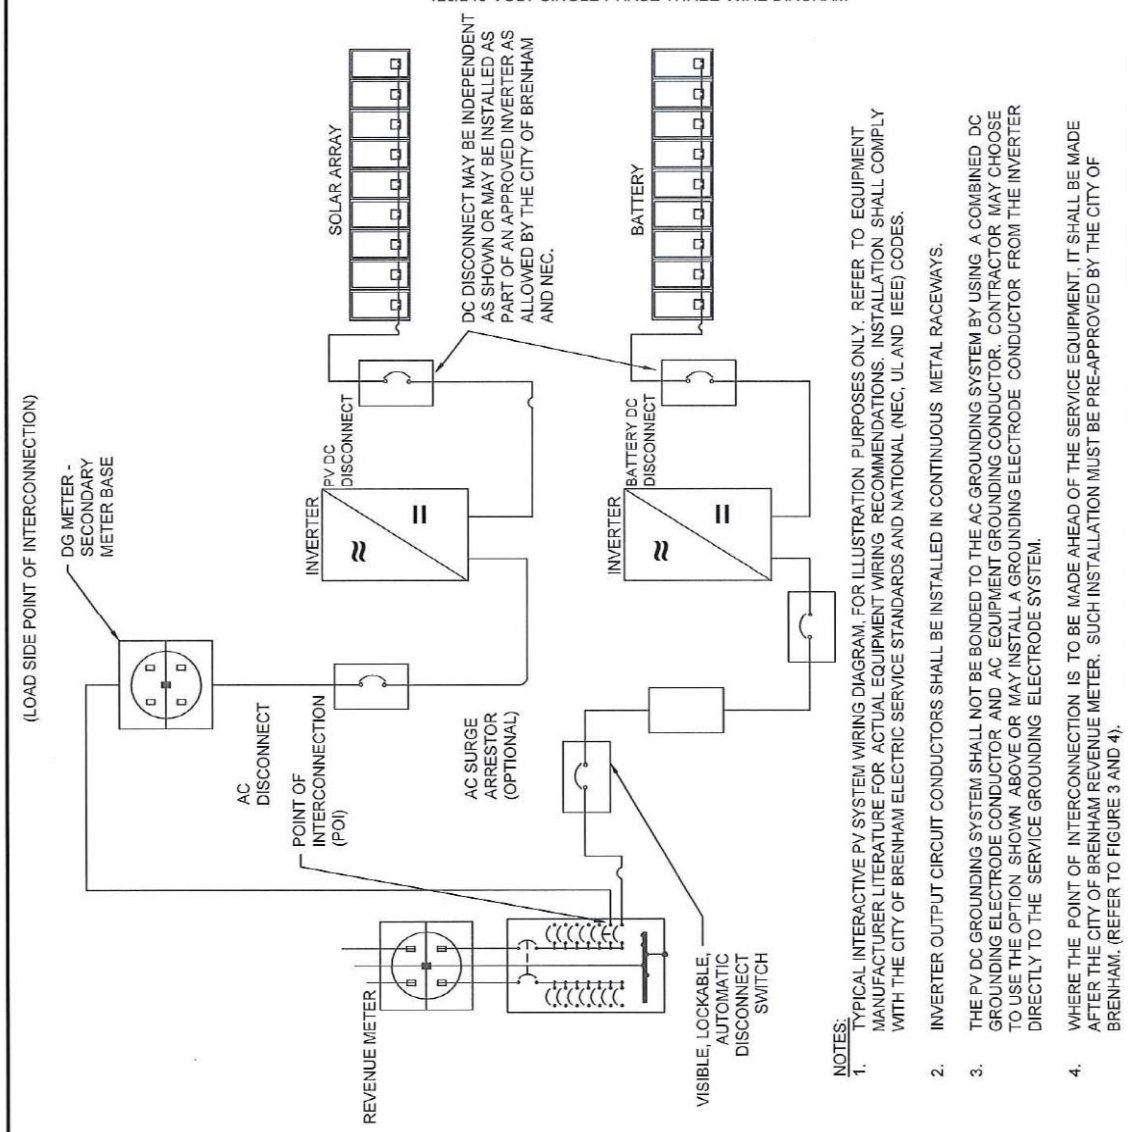 (LOAD SIDE POINT OF INTERCONNECTION)
DG METER -
SECONDARY
METER BASE
SOLAR ARRAY
DC DISCONNECT MAY BE INDEPENDENT
AS SHOWN OR MAY BE INSTALLED AS
PART OF AN APPROVED INVERTER AS
ALLOWED BY THE CITY OF BRENHAM
AND NEC.
INVERTER
PV DC
DISCONNECT
AC
DISCONNECT
POINT OF
INTERCONNECTION
(POI)
AC SURGE
ARRESTOR
(OPTIONAL)
BATTERY
INVERTER
BATTERY DC
DISCONNECT
REVENUE METER
VISIBLE, LOCKABLE,
AUTOMATIC
DISCONNECT
SWITCH
NOTES:
1. TYPICAL INTERACTIVE PV SYSTEM WIRING DIAGRAM, FOR ILLUSTRATION PURPOSES ONLY. REFER TO EQUIPMENT
MANUFACTURER LITERATURE FOR ACTUAL EQUIPMENT WIRING RECOMMENDATIONS. INSTALLATION SHALL COMPLY
WITH THE CITY OF BRENHAM ELECTRIC SERVICE STANDARDS AND NATIONAL (NEC, UL AND IEEE) CODES.
2. INVERTER OUTPUT CIRCUIT CONDUCTORS SHALL BE INSTALLED IN CONTINUOUS METAL RACEWAYS.
3. THE PV DC GROUNDING SYSTEM SHALL NOT BE BONDED TO THE AC GROUNDING SYSTEM BY USING A COMBINED DC
GROUNDING ELECTRODE CONDUCTOR AND AC EQUIPMENT GROUNDING CONDUCTOR. CONTRACTOR MAY CHOOSE
TO USE THE OPTION SHOWN ABOVE OR MAY INSTALL A GROUNDING ELECTRODE CONDUCTOR FROM THE INVERTER
DIRECTLY TO THE SERVICE GROUNDING ELECTRODE SYSTEM.
4. WHERE THE POINT OF INTERCONNECTION IS TO BE MADE AHEAD OF THE SERVICE EQUIPMENT, IT SHALL BE MADE
AFTER THE CITY OF BRENHAM REVENUE METER. SUCH INSTALLATION MUST BE PRE-APPROVED BY THE CITY OF
BRENHAM. (REFER TO FIGURE 3 AND 4).